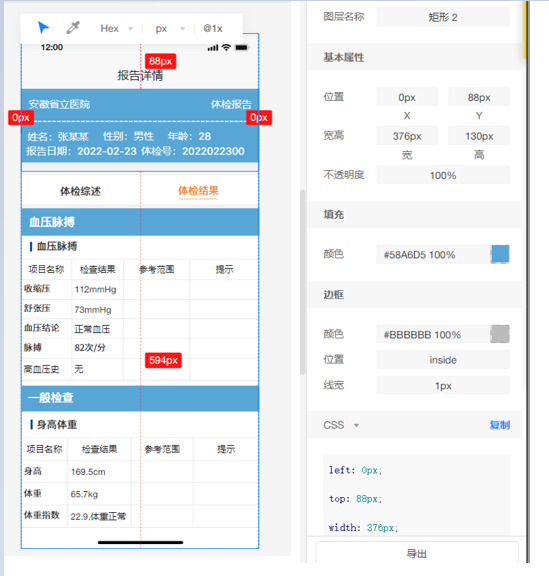 Hex px @1x
12:00
88px
报告详情
安徽省立医院 体检报告
0px 0px
姓名：张某某 性别：男性 年龄：28
报告日期：2022-02-23 体检号：2022022300
体检综述 体检结果
血压脉搏
血压脉搏
项目名称 检查结果 参考范围 提示
收缩压 112mmHg
舒张压 73mmHg
血压结论 正常血压
脉搏 82次/分
594px
高血压史 无
一般检查
身高体重
项目名称 检查结果 参考范围 提示
身高 169.5cm
体重 65.7kg
体重指数 22.9,体重正常
图层名称 矩形 2
基本属性
位置 0px 88px
X Y
宽高 376px 130px
宽 高
不透明度 100%
填充
颜色 #58A6D5 100%
边框
颜色 #BBBBBB 100%
位置 inside
线宽 1px
CSS 复制
left: 0px;
top: 88px;
width: 376px;
导出